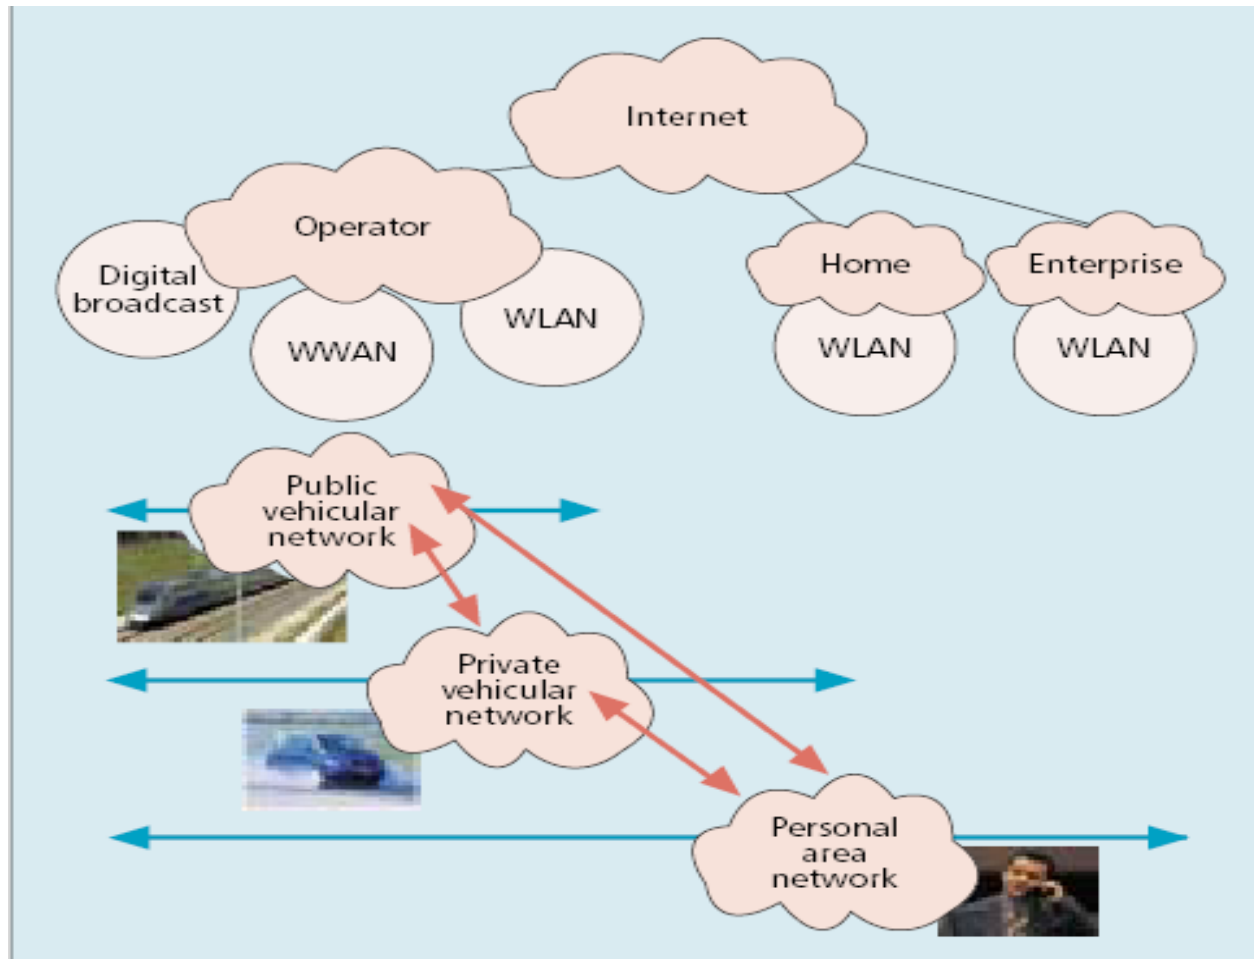 Internet
Operator
Digital
broadcast
WWAN
WLAN
Home
WLAN
Enterprise
WLAN
Public
vehicular
network
Private
vehicular
network
Personal
area
network